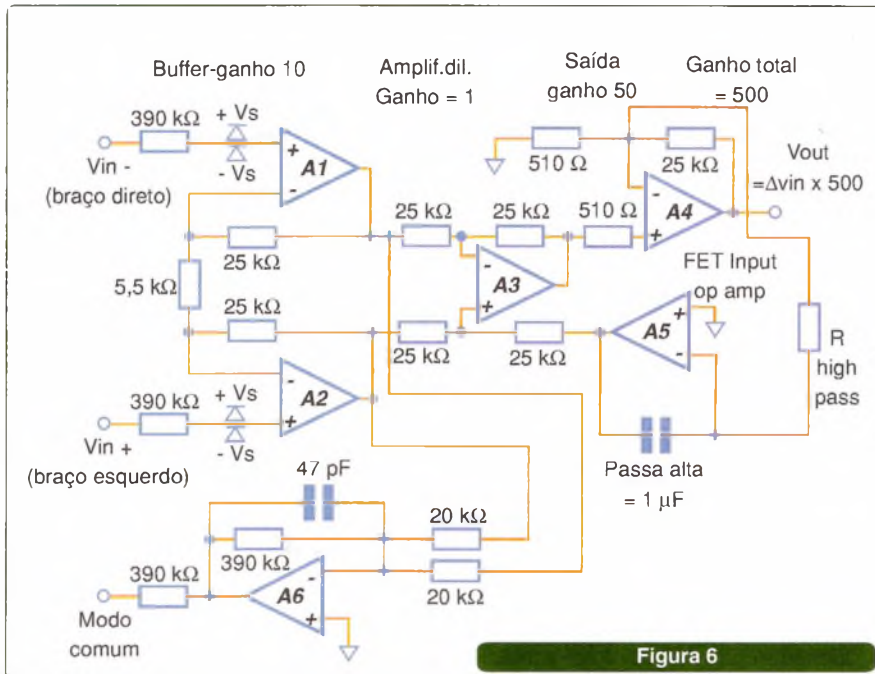 Buffer-ganho 10
Amplif.dil.
Ganho = 1
Saída
ganho 50
Ganho total
= 500
390 kΩ
+ Vs
- Vs
Vin -
(braço direto)
A1
+
-
510 Ω
25 kΩ
A4
-
+
Vout
=Δvin x 500
25 kΩ
25 kΩ
25 kΩ
510 Ω
5,5 kΩ
A3
-
+
FET Input
op amp
25 kΩ
25 kΩ
25 kΩ
A5
+
-
R
high
pass
390 kΩ
+ Vs
- Vs
A2
-
+
Vin +
(braço esquerdo)
Passa alta
= 1 µF
47 pF
20 kΩ
390 kΩ
20 kΩ
390 kΩ
A6
-
+
Modo
comum
Figura 6